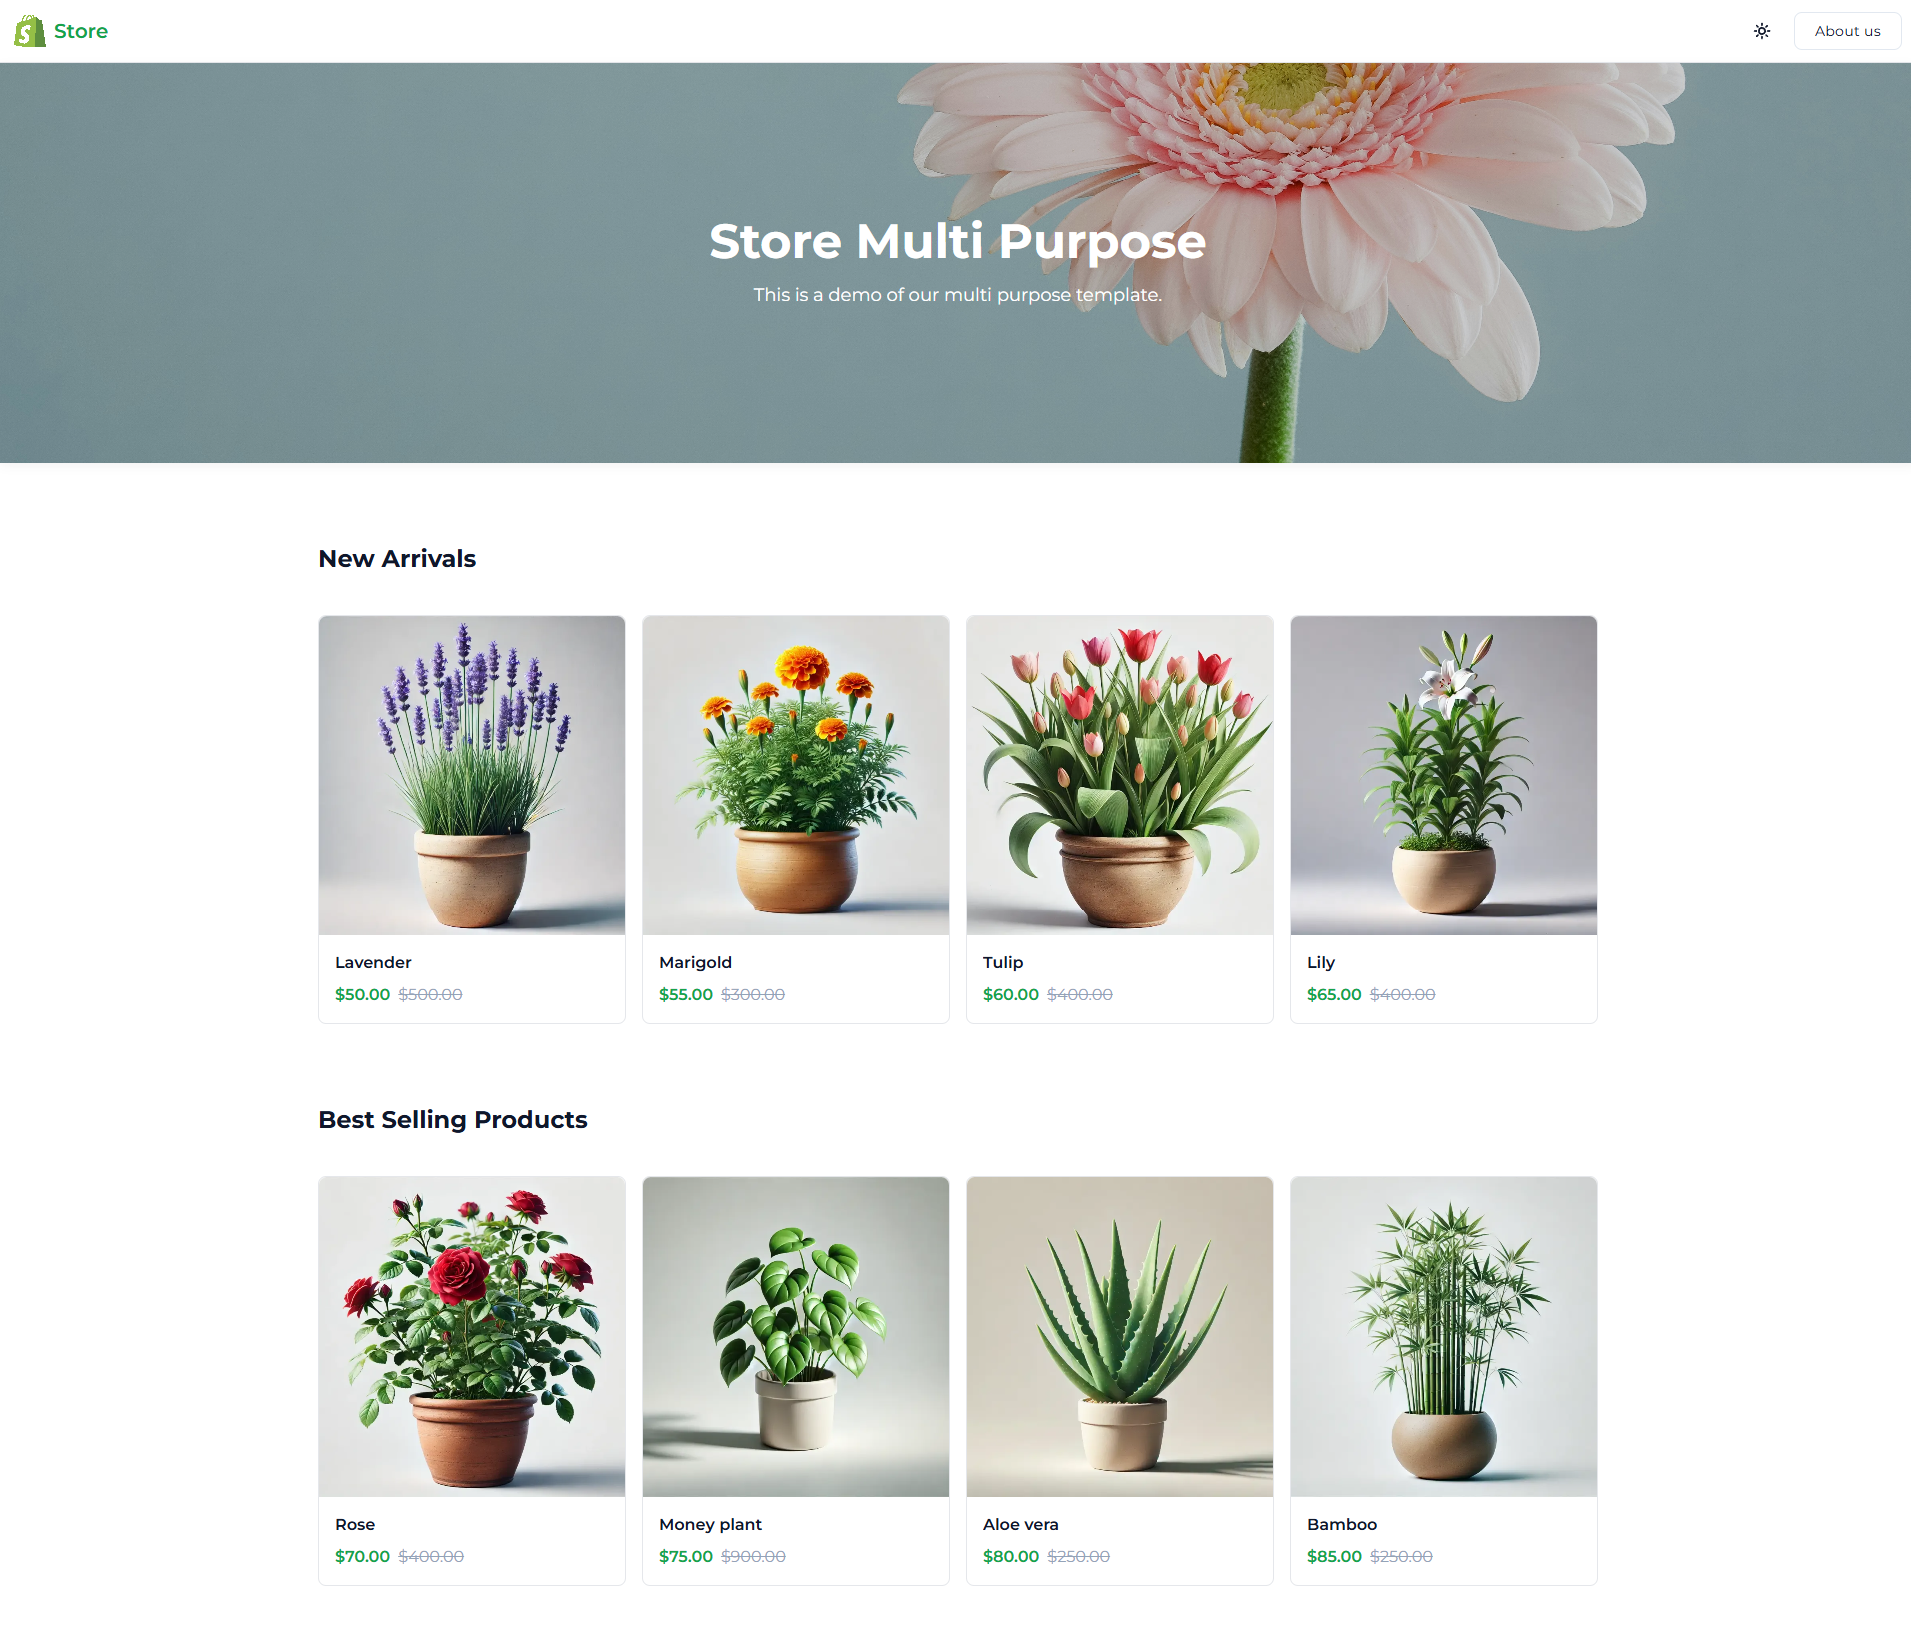 Store
About us
Store Multi Purpose
This is a demo of our multi purpose template.
New Arrivals
Lavender
$50.00 $500.00
Marigold
$55.00 $300.00
Tulip
$60.00 $400.00
Lily
$65.00 $400.00
Best Selling Products
Rose
$70.00 $400.00
Money plant
$75.00 $900.00
Aloe vera
$80.00 $250.00
Bamboo
$85.00 $250.00